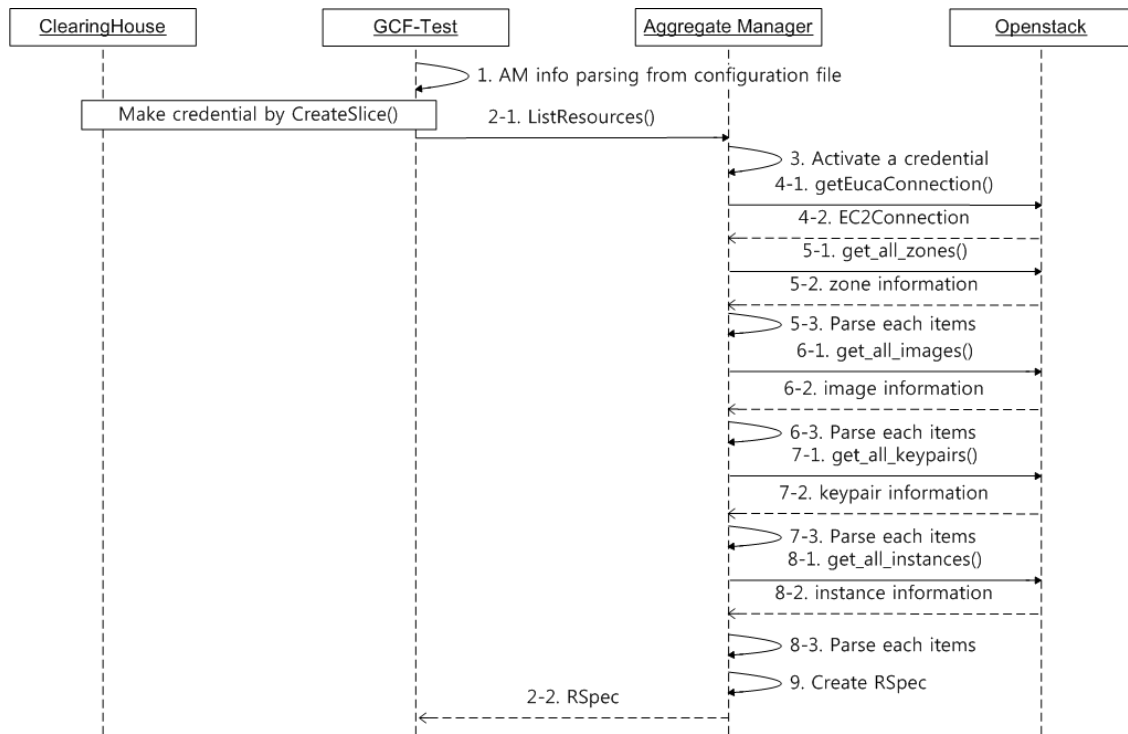 ClearingHouse
GCF-Test
Aggregate Manager
Openstack
1. AM info parsing from configuration file
Make credential by CreateSlice()
2-1. ListResources()
3. Activate a credential
4-1. getEucaConnection()
4-2. EC2Connection
5-1. get_all_zones()
5-2. zone information
5-3. Parse each items
6-1. get_all_images()
6-2. image information
6-3. Parse each items
7-1. get_all_keypairs()
7-2. keypair information
7-3. Parse each items
8-1. get_all_instances()
8-2. instance information
8-3. Parse each items
9. Create RSpec
2-2. RSpec